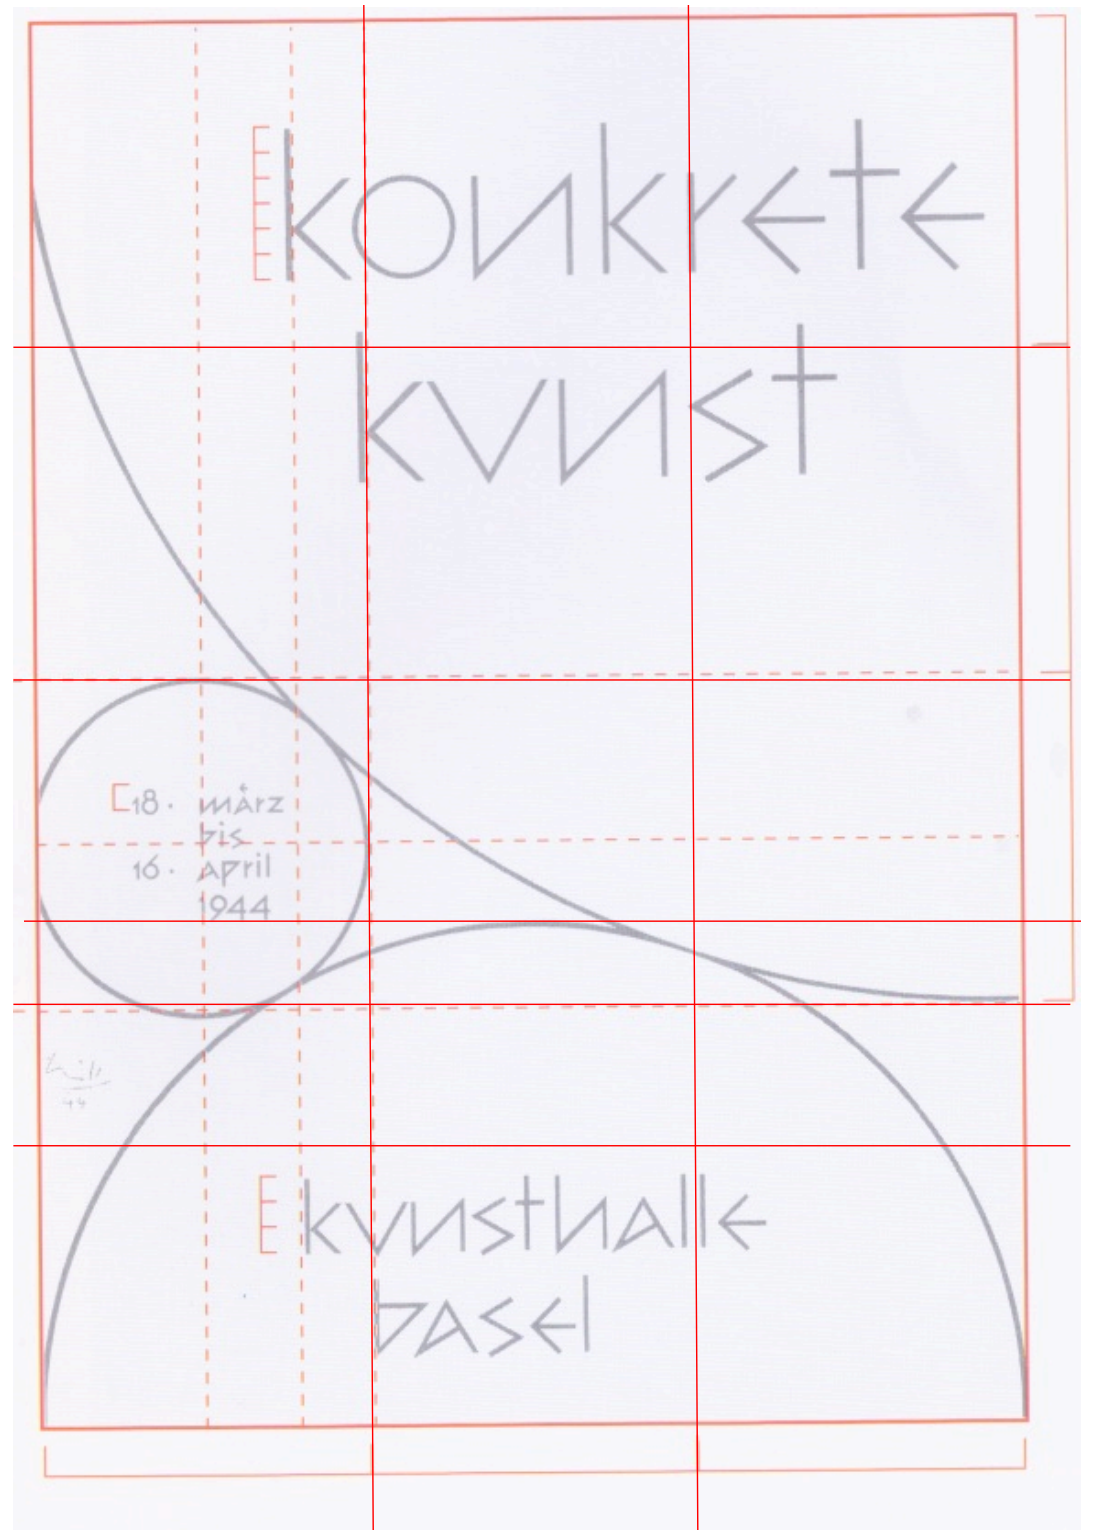 konkrete
kunst
18. märz
bis
16. april
1944
kunsthalle
basel